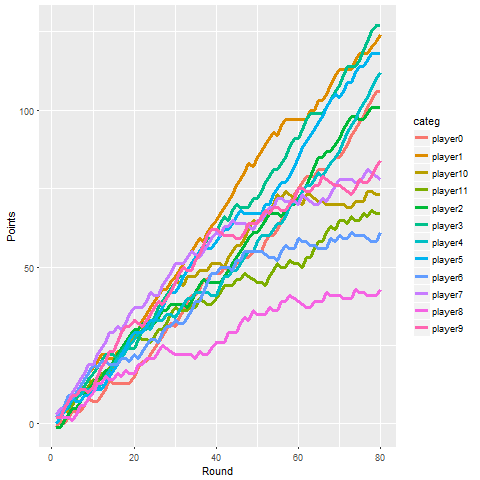 Points
100
50
0
0
20
40
60
80
Round
categ
player0
player1
player10
player11
player2
player3
player4
player5
player6
player7
player8
player9